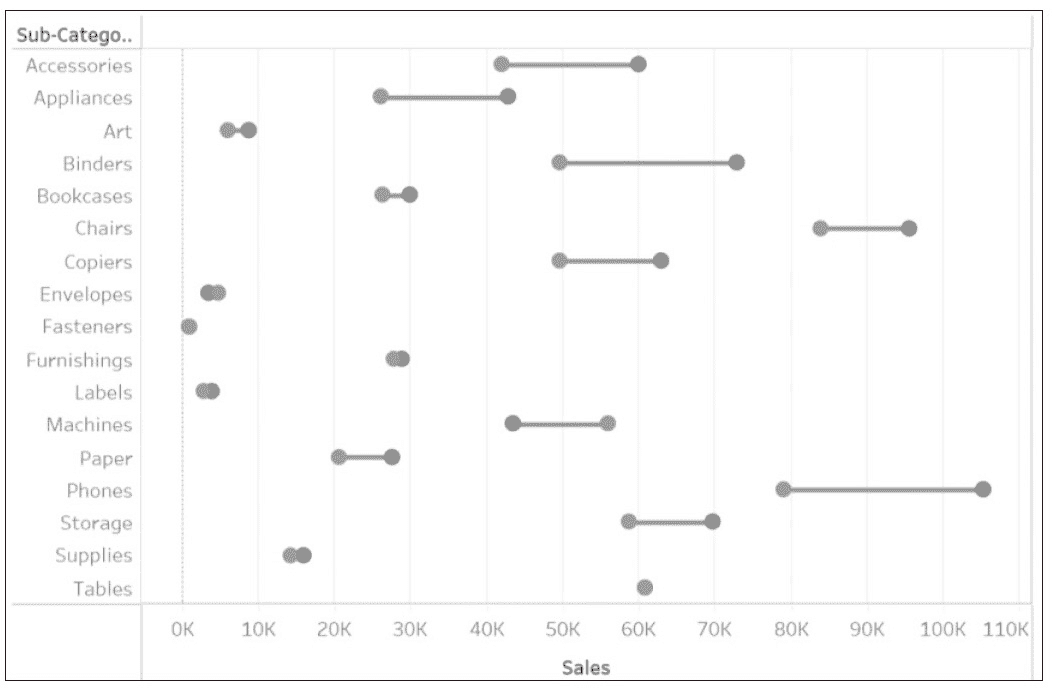 Sub-Catego..
Accessories
Appliances
Art
Binders
Bookcases
Chairs
Copiers
Envelopes
Fasteners
Furnishings
Labels
Machines
Paper
Phones
Storage
Supplies
Tables
0K 10K 20K 30K 40K 50K 60K 70K 80K 90K 100K 110K
Sales